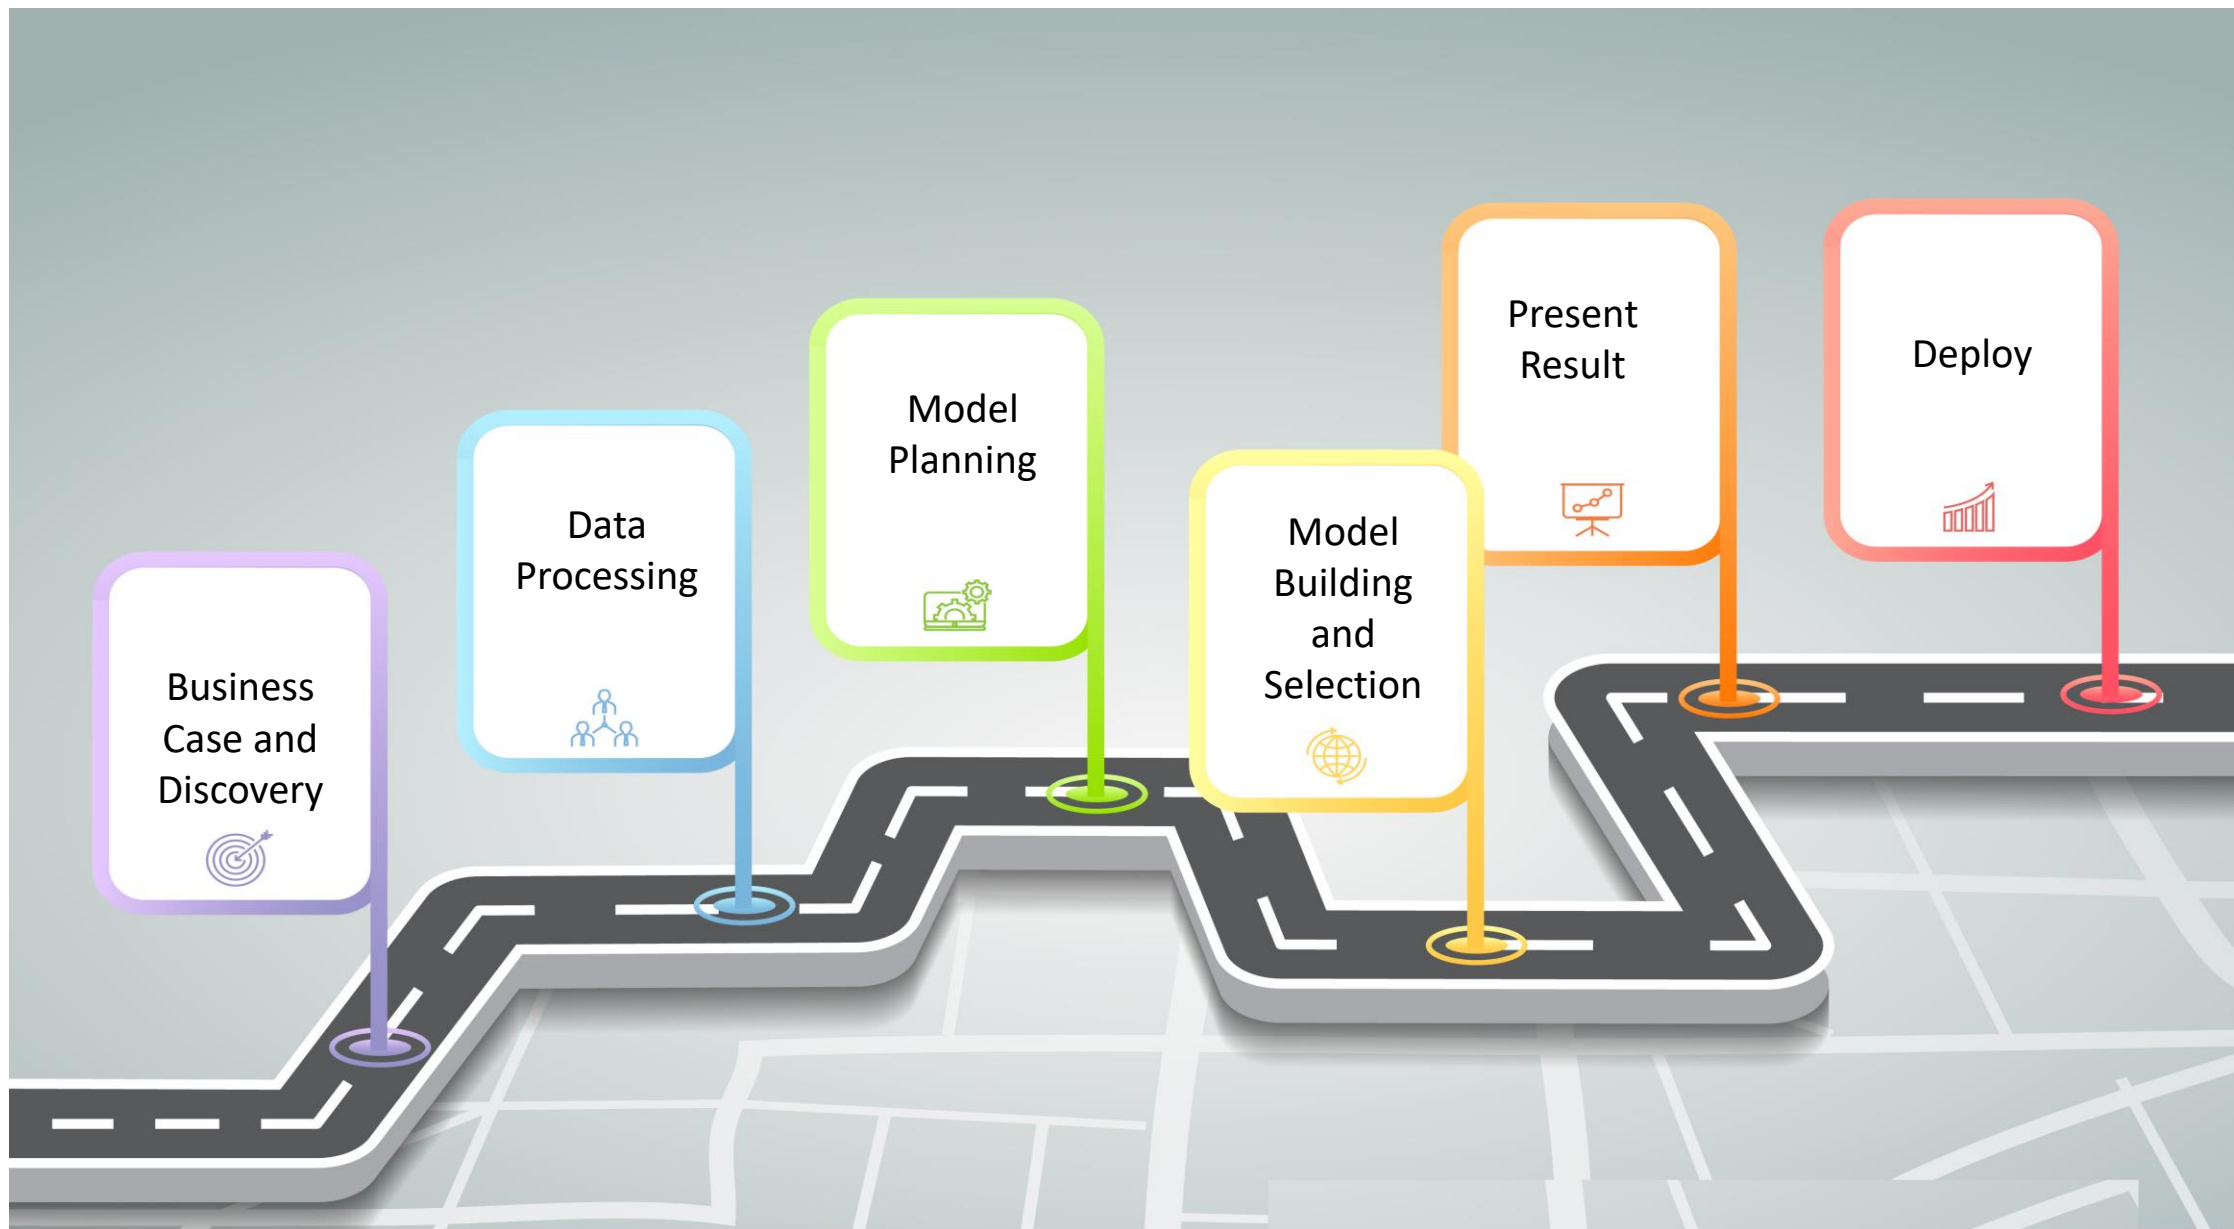 Business
Case and
Discovery
Data
Processing
Model
Planning
Model
Building
and
Selection
Present
Result
Deploy